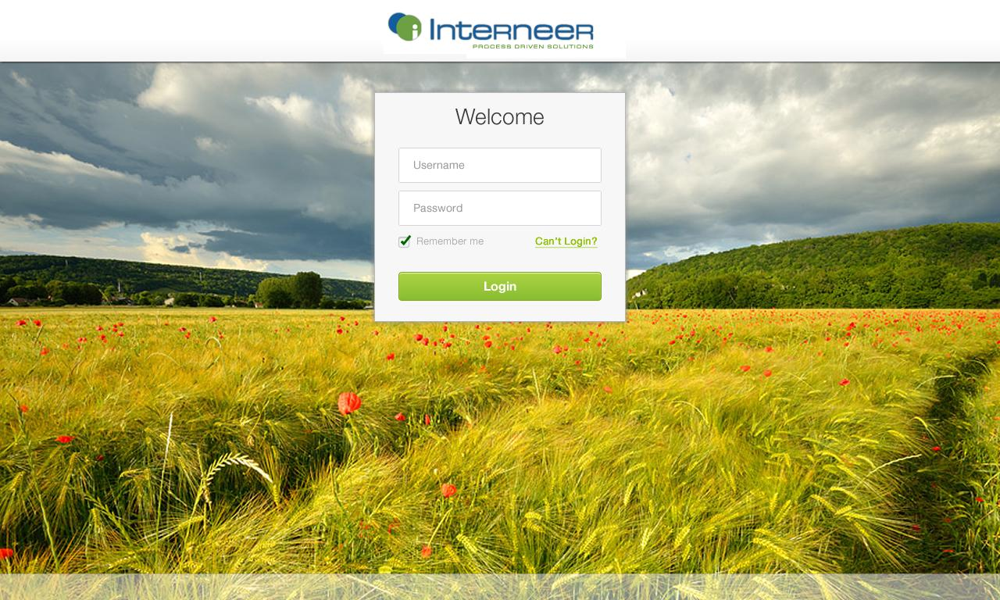 Interneer
PROCESS DRIVEN SOLUTIONS
Welcome
Username
Password
Remember me
Can't Login?
Login